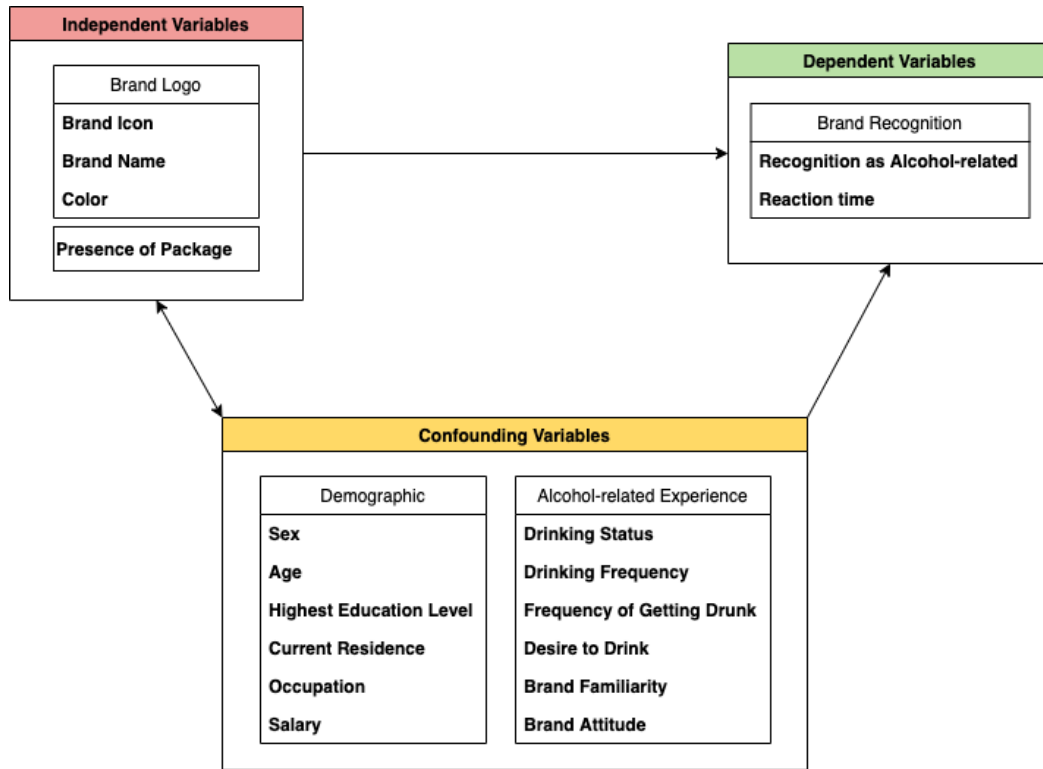 Independent Variables
Brand Logo
Brand Icon
Brand Name
Color
Presence of Package
Dependent Variables
Brand Recognition
Recognition as Alcohol-related
Reaction time
Confounding Variables
Demographic
Sex
Age
Highest Education Level
Current Residence
Occupation
Salary
Alcohol-related Experience
Drinking Status
Drinking Frequency
Frequency of Getting Drunk
Desire to Drink
Brand Familiarity
Brand Attitude